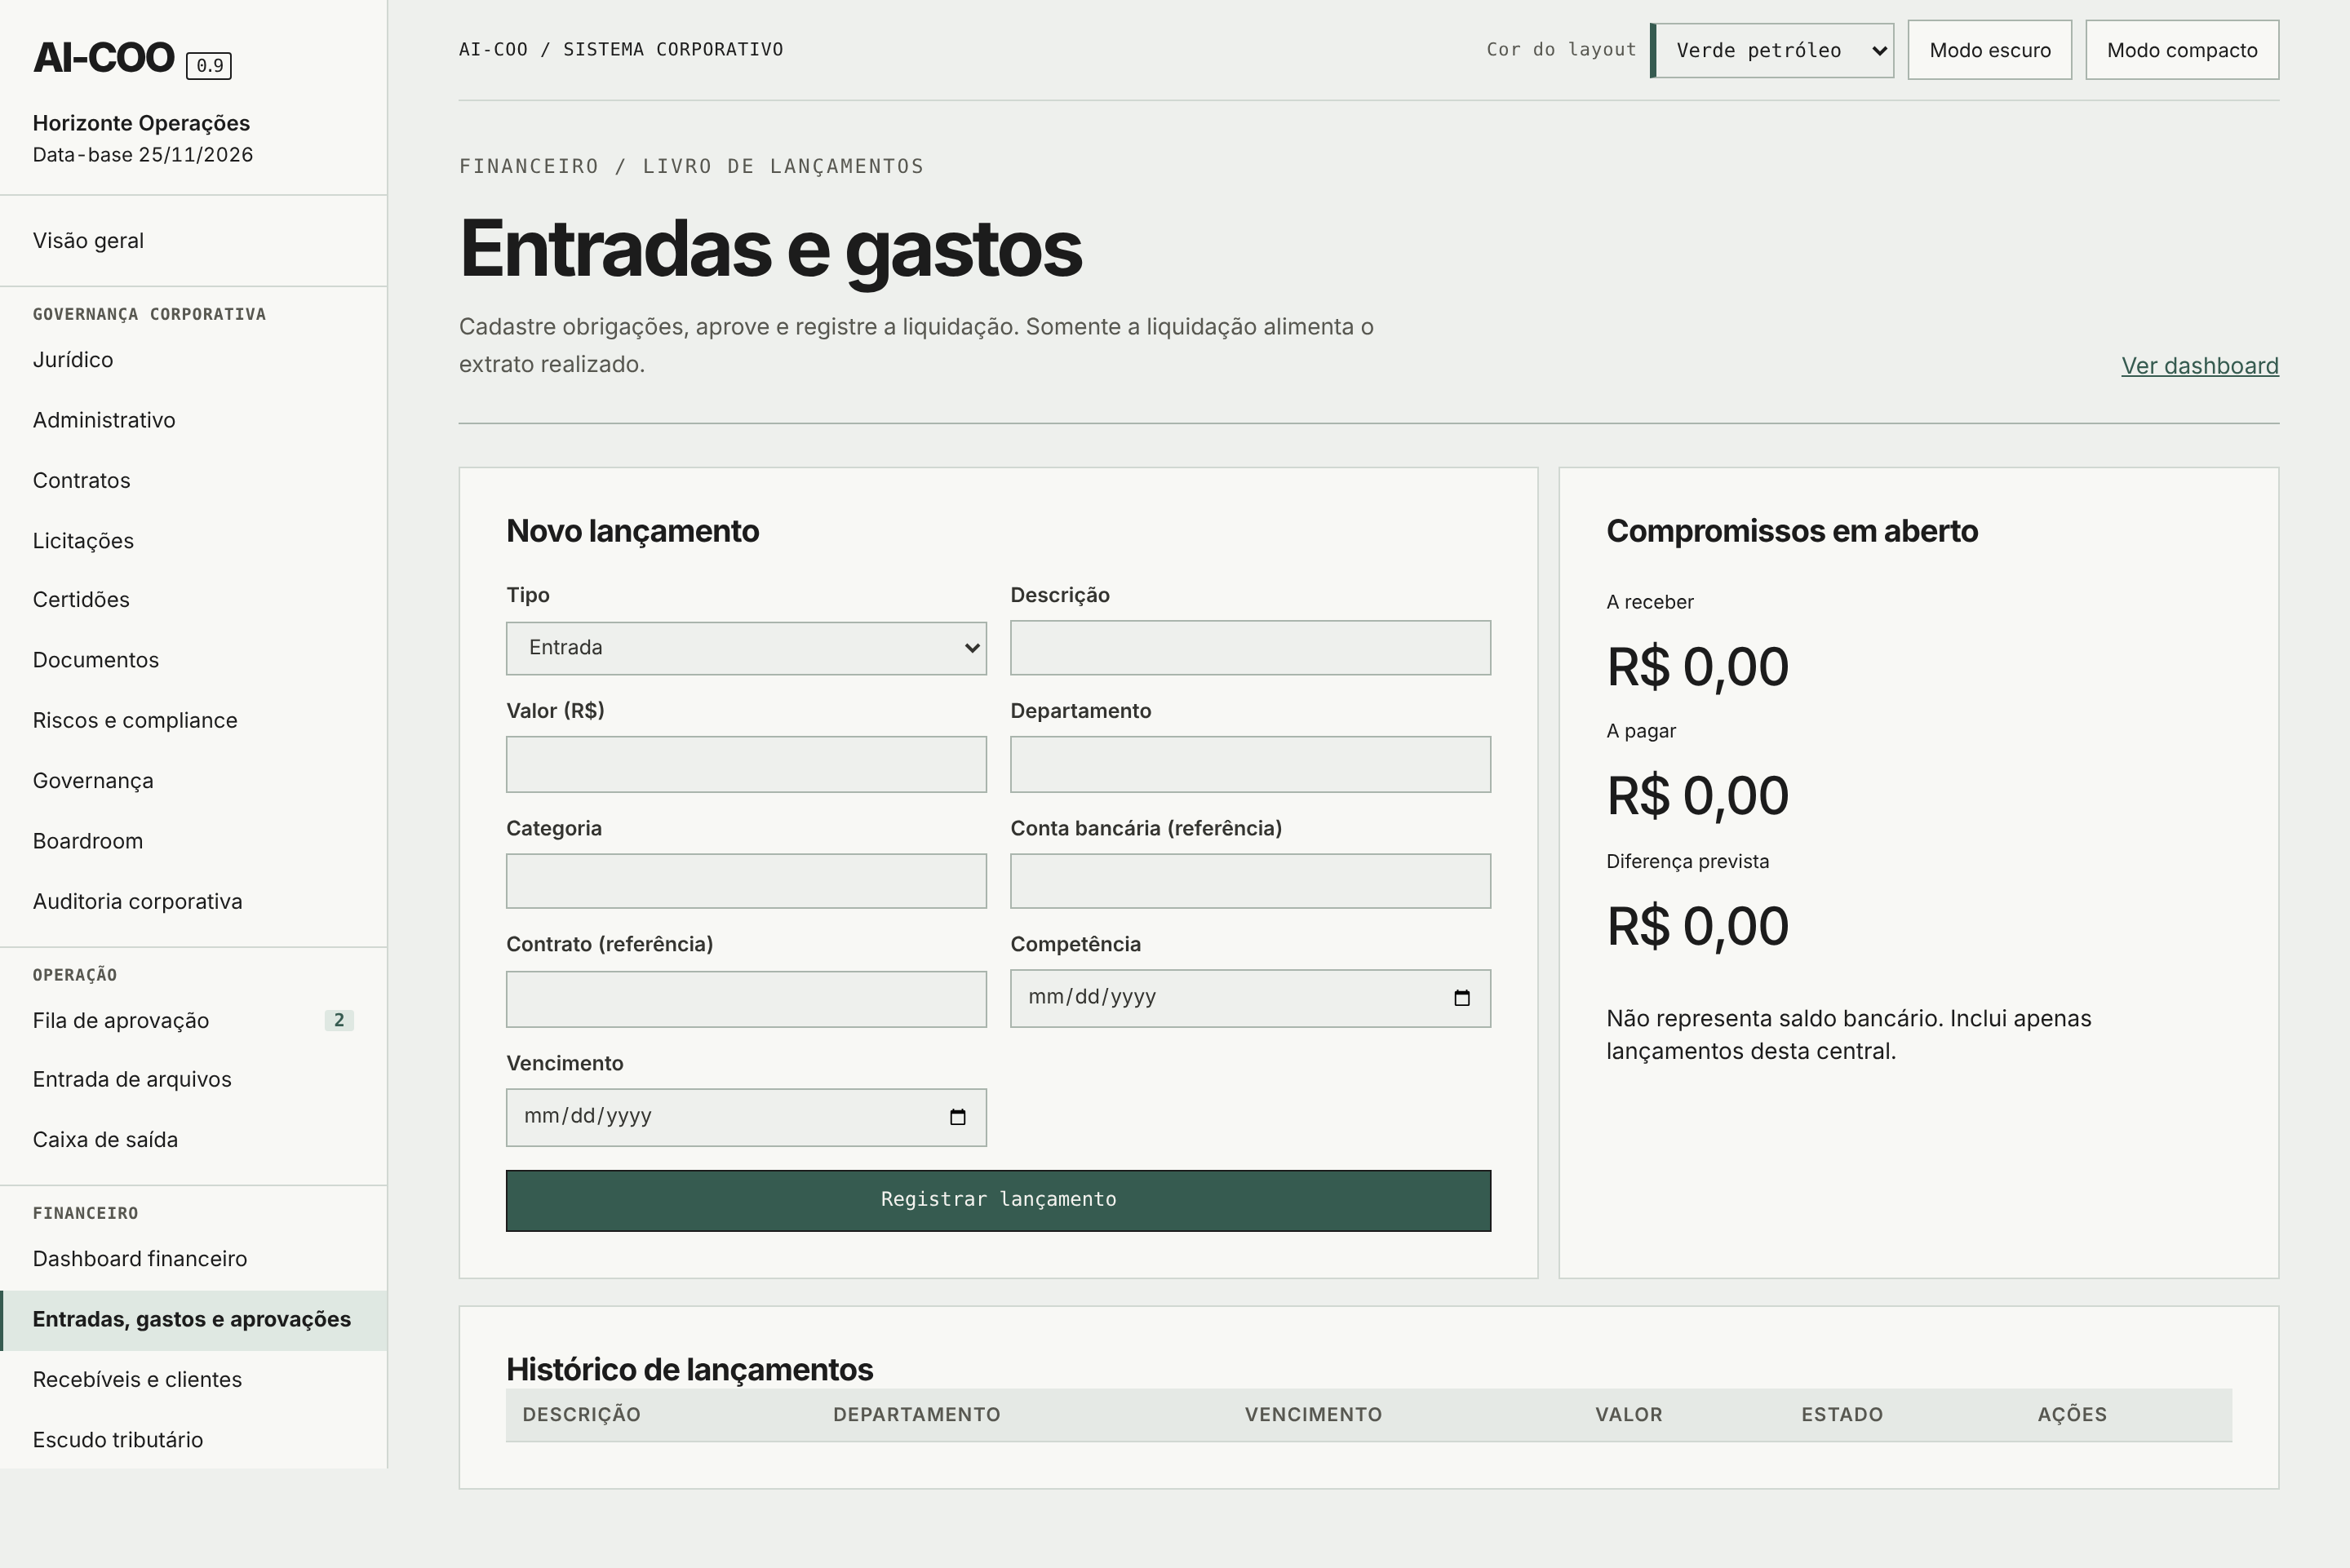 AI-COO 0.9
Horizonte Operações
Data-base 25/11/2026
Visão geral
GOVERNANÇA CORPORATIVA
Jurídico
Administrativo
Contratos
Licitações
Certidões
Documentos
Riscos e compliance
Governança
Boardroom
Auditoria corporativa
OPERAÇÃO
Fila de aprovação 2
Entrada de arquivos
Caixa de saída
FINANCEIRO
Dashboard financeiro
Entradas, gastos e aprovações
Recebíveis e clientes
Escudo tributário
AI-COO / SISTEMA CORPORATIVO
Cor do layout Verde petróleo Modo escuro Modo compacto
FINANCEIRO / LIVRO DE LANÇAMENTOS
Entradas e gastos
Cadastre obrigações, aprove e registre a liquidação. Somente a liquidação alimenta o
extrato realizado.
Ver dashboard
Novo lançamento
Tipo Descrição
Entrada
Valor (R$) Departamento
Categoria Conta bancária (referência)
Contrato (referência) Competência
mm/dd/yyyy
Vencimento
mm/dd/yyyy
Registrar lançamento
Compromissos em aberto
A receber
R$ 0,00
A pagar
R$ 0,00
Diferença prevista
R$ 0,00
Não representa saldo bancário. Inclui apenas
lançamentos desta central.
Histórico de lançamentos
DESCRIÇÃO DEPARTAMENTO VENCIMENTO VALOR ESTADO AÇÕES